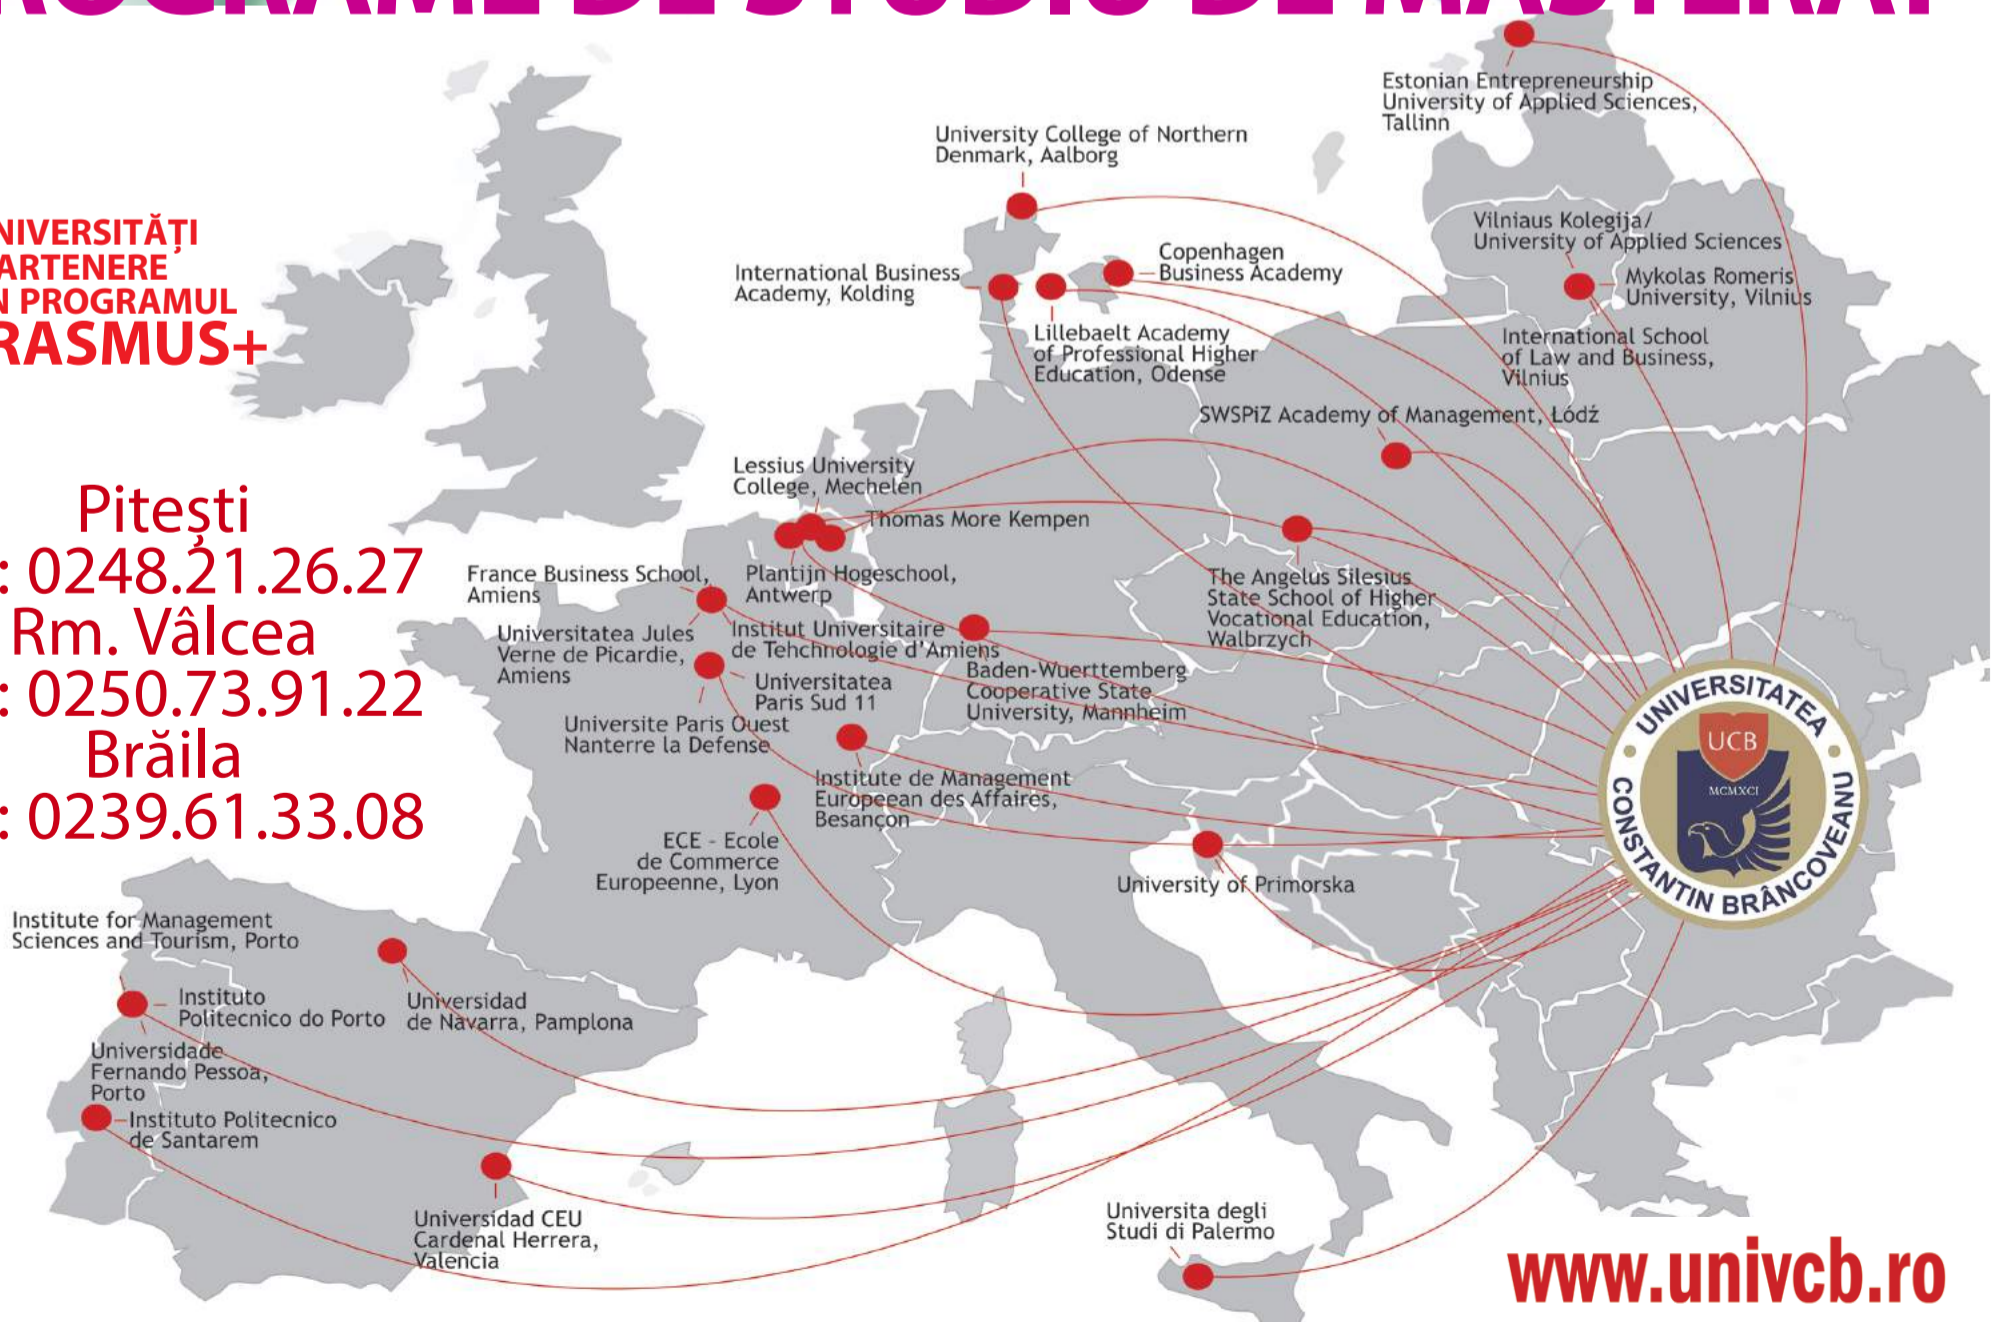 ROGRAME DE STUDIU DE MASTERAT
NIVERSITĂȚI
ARTENERE
N PROGRAMUL
RASMUS+
Pitești
: 0248.21.26.27
Rm. Vâlcea
: 0250.73.91.22
Brăila
: 0239.61.33.08
Estonian Entrepreneurship
University of Applied Sciences,
Tallinn
University College of Northern
Denmark, Aalborg
Vilniaus Kolegija/
University of Applied Sciences
Mykolas Romeris
University, Vilnius
International School
of Law and Business,
Vilnius
International Business
Academy, Kolding
Copenhagen
Business Academy
Lillebaelt Academy
of Professional Higher
Education, Odense
SWSPiZ Academy of Management, Łódź
Lessius University
College, Mechelen
Thomas More Kempen
Plantijn Hogeschool,
Antwerp
France Business School,
Amiens
Universitatea Jules
Verne de Picardie,
Amiens
Institut Universitaire
de Tehchnologie d'Amiens
The Angelus Silesius
State School of Higher
Vocational Education,
Walbrzych
Baden-Wuerttemberg
Cooperative State
University, Mannheim
Universitatea
Paris Sud 11
Universite Paris Ouest
Nanterre la Defense
Institute de Management
Europeean des Affaires,
Besançon
ECE - Ecole
de Commerce
Europeenne, Lyon
University of Primorska
UNIVERSITATEA
UCB
MCMXCI
CONSTANTIN BRÂNCOVEANU
Institute for Management
Sciences and Tourism, Porto
Instituto
Politecnico do Porto
Universidad
de Navarra, Pamplona
Universidade
Fernando Pessoa,
Porto
Instituto Politecnico
de Santarem
Universidad CEU
Cardenal Herrera,
Valencia
Universita degli
Studi di Palermo
www.univcb.ro